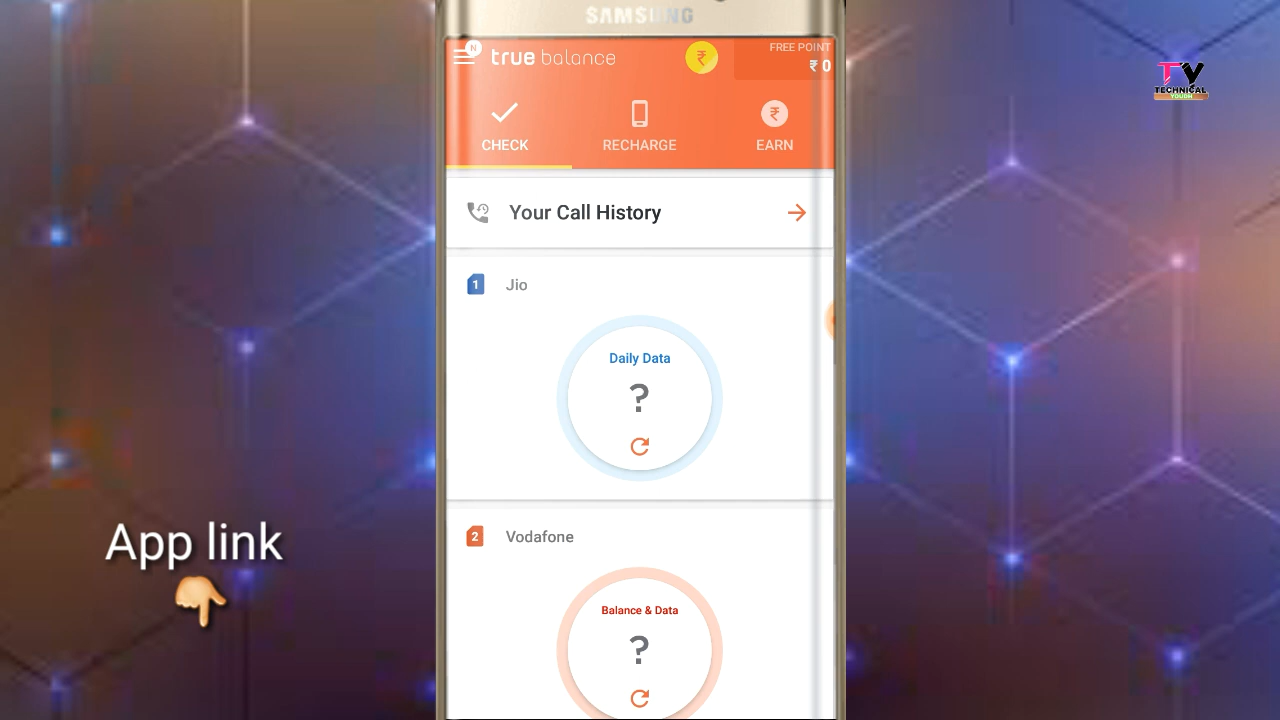 SAMSUNG
N
true balance
₹
FREE POINT
₹ 0
CHECK
RECHARGE
₹
EARN
Your Call History
1
Jio
Daily Data
?
2
Vodafone
Balance & Data
?
App link
TY
TECHNICAL